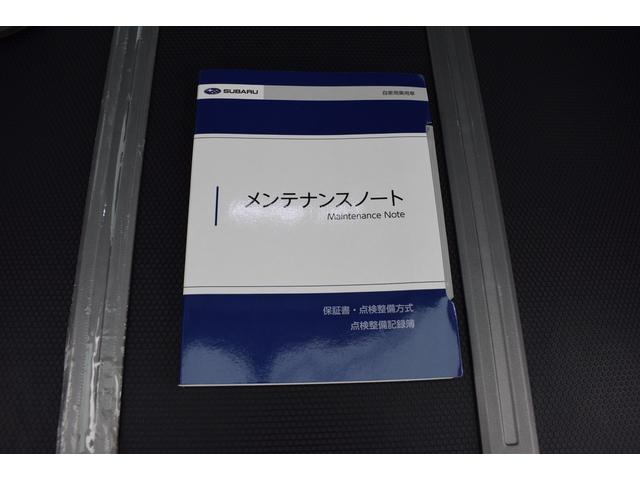 SUBARU
自家用乗用車
メンテナンスノート
Maintenance Note
保証書・点検整備方式
点検整備記録簿